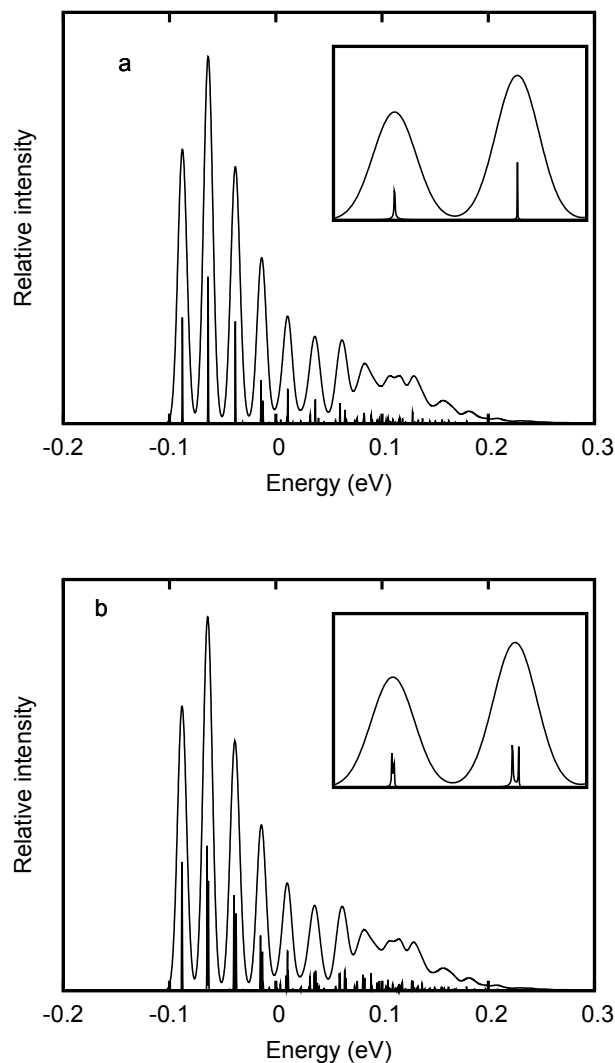 a
Relative intensity
-0.2 -0.1 0 0.1 0.2 0.3
Energy (eV)
b
Relative intensity
-0.2 -0.1 0 0.1 0.2 0.3
Energy (eV)